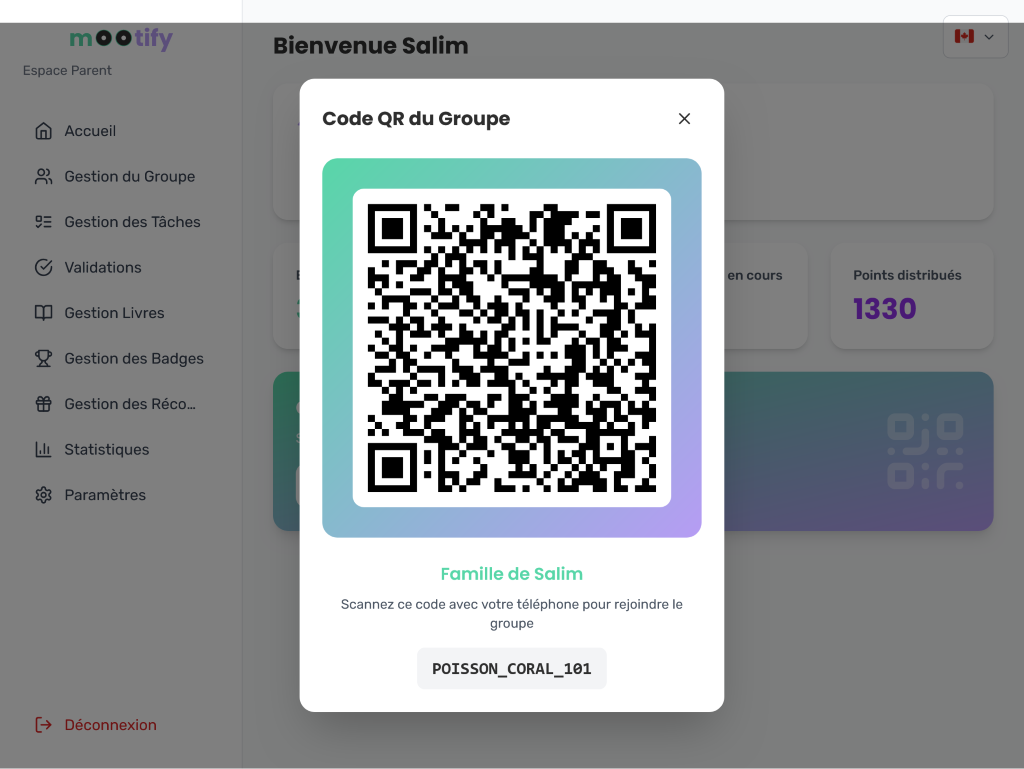 mootify
Espace Parent
Accueil
Gestion du Groupe
Gestion des Tâches
Validations
Gestion Livres
Gestion des Badges
Gestion des Réco...
Statistiques
Paramètres
Déconnexion
Bienvenue Salim
en cours
Points distribués
1330
Code QR du Groupe
Famille de Salim
Scannez ce code avec votre téléphone pour rejoindre le
groupe
POISSON_CORAL_101